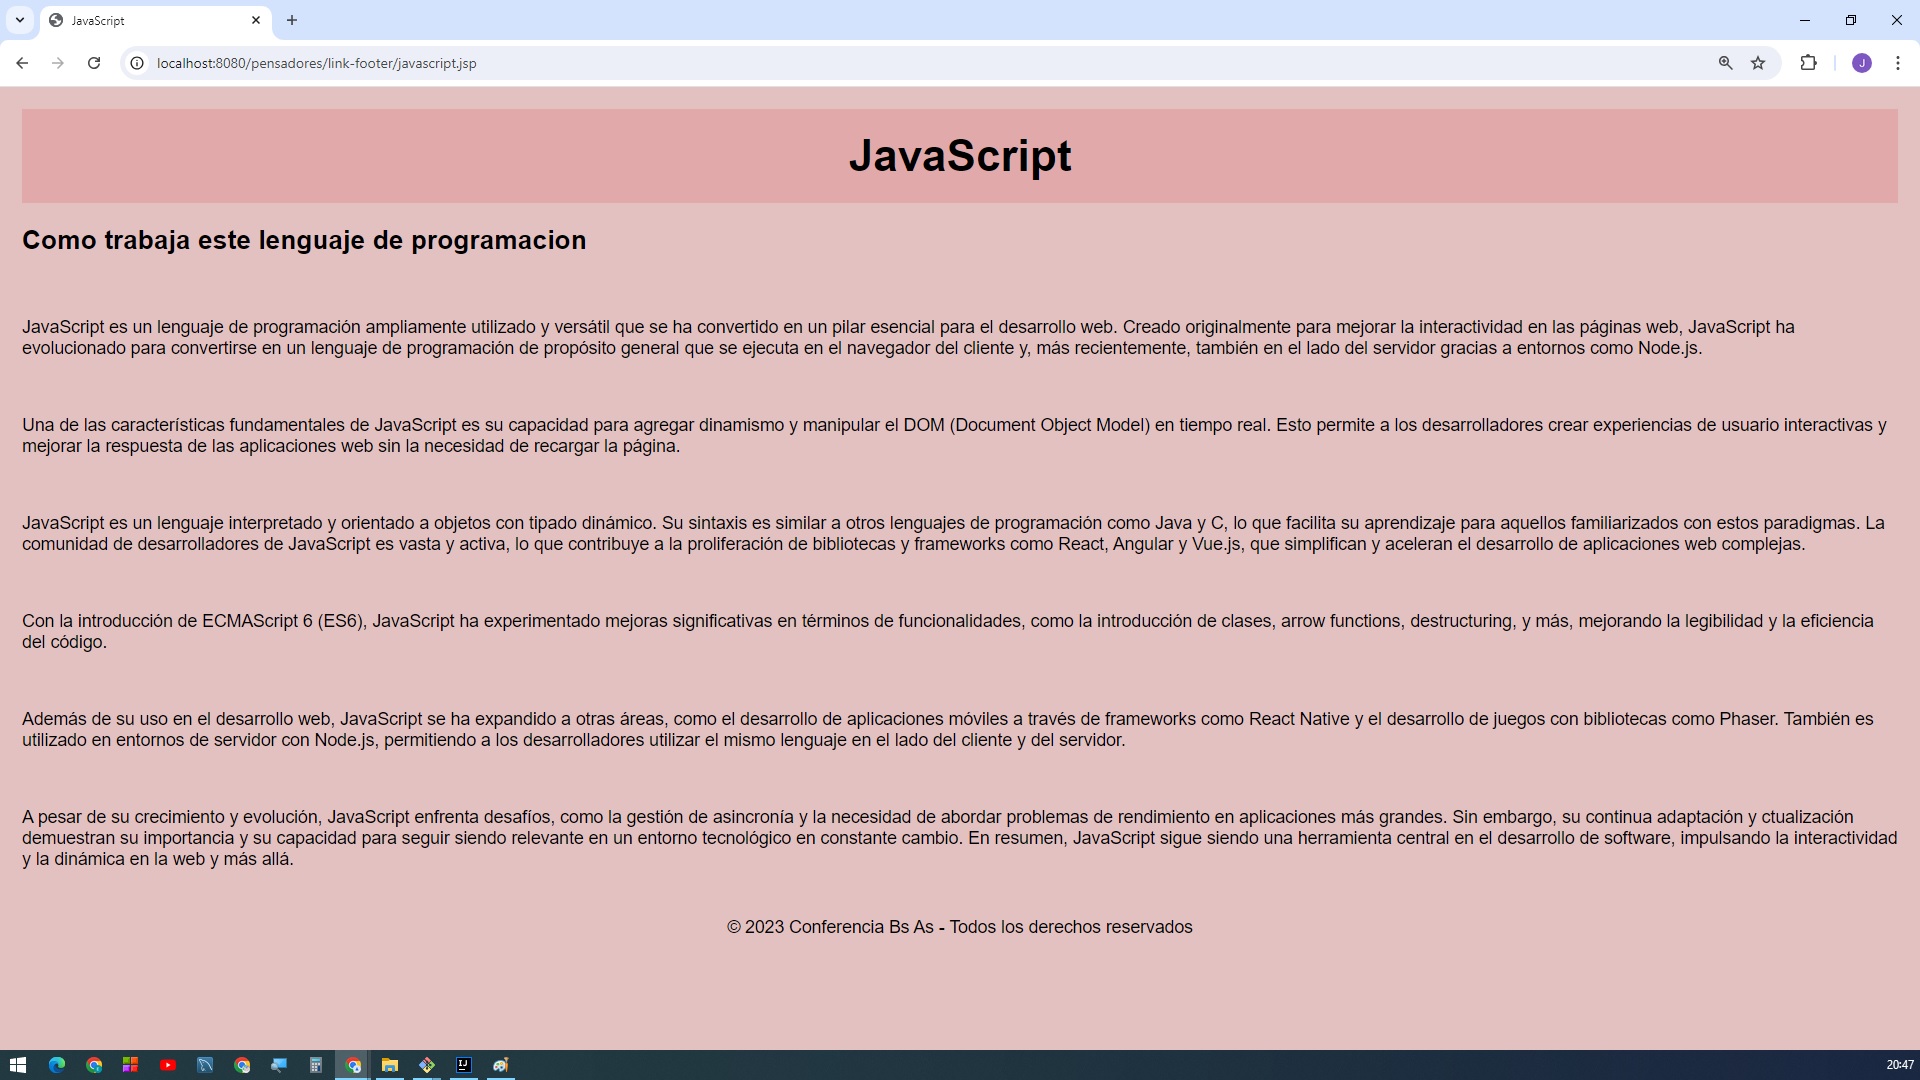 JavaScript
localhost:8080/pensadores/link-footer/javascript.jsp
J
JavaScript
Como trabaja este lenguaje de programacion
JavaScript es un lenguaje de programación ampliamente utilizado y versátil que se ha convertido en un pilar esencial para el desarrollo web. Creado originalmente para mejorar la interactividad en las páginas web, JavaScript ha
evolucionado para convertirse en un lenguaje de programación de propósito general que se ejecuta en el navegador del cliente y, más recientemente, también en el lado del servidor gracias a entornos como Node.js.
Una de las características fundamentales de JavaScript es su capacidad para agregar dinamismo y manipular el DOM (Document Object Model) en tiempo real. Esto permite a los desarrolladores crear experiencias de usuario interactivas y
mejorar la respuesta de las aplicaciones web sin la necesidad de recargar la página.
JavaScript es un lenguaje interpretado y orientado a objetos con tipado dinámico. Su sintaxis es similar a otros lenguajes de programación como Java y C, lo que facilita su aprendizaje para aquellos familiarizados con estos paradigmas. La
comunidad de desarrolladores de JavaScript es vasta y activa, lo que contribuye a la proliferación de bibliotecas y frameworks como React, Angular y Vue.js, que simplifican y aceleran el desarrollo de aplicaciones web complejas.
Con la introducción de ECMAScript 6 (ES6), JavaScript ha experimentado mejoras significativas en términos de funcionalidades, como la introducción de clases, arrow functions, destructuring, y más, mejorando la legibilidad y la eficiencia
del código.
Además de su uso en el desarrollo web, JavaScript se ha expandido a otras áreas, como el desarrollo de aplicaciones móviles a través de frameworks como React Native y el desarrollo de juegos con bibliotecas como Phaser. También es
utilizado en entornos de servidor con Node.js, permitiendo a los desarrolladores utilizar el mismo lenguaje en el lado del cliente y del servidor.
A pesar de su crecimiento y evolución, JavaScript enfrenta desafíos, como la gestión de asincronía y la necesidad de abordar problemas de rendimiento en aplicaciones más grandes. Sin embargo, su continua adaptación y ctualización
demuestran su importancia y su capacidad para seguir siendo relevante en un entorno tecnológico en constante cambio. En resumen, JavaScript sigue siendo una herramienta central en el desarrollo de software, impulsando la interactividad
y la dinámica en la web y más allá.
© 2023 Conferencia Bs As - Todos los derechos reservados
IJ
20:47